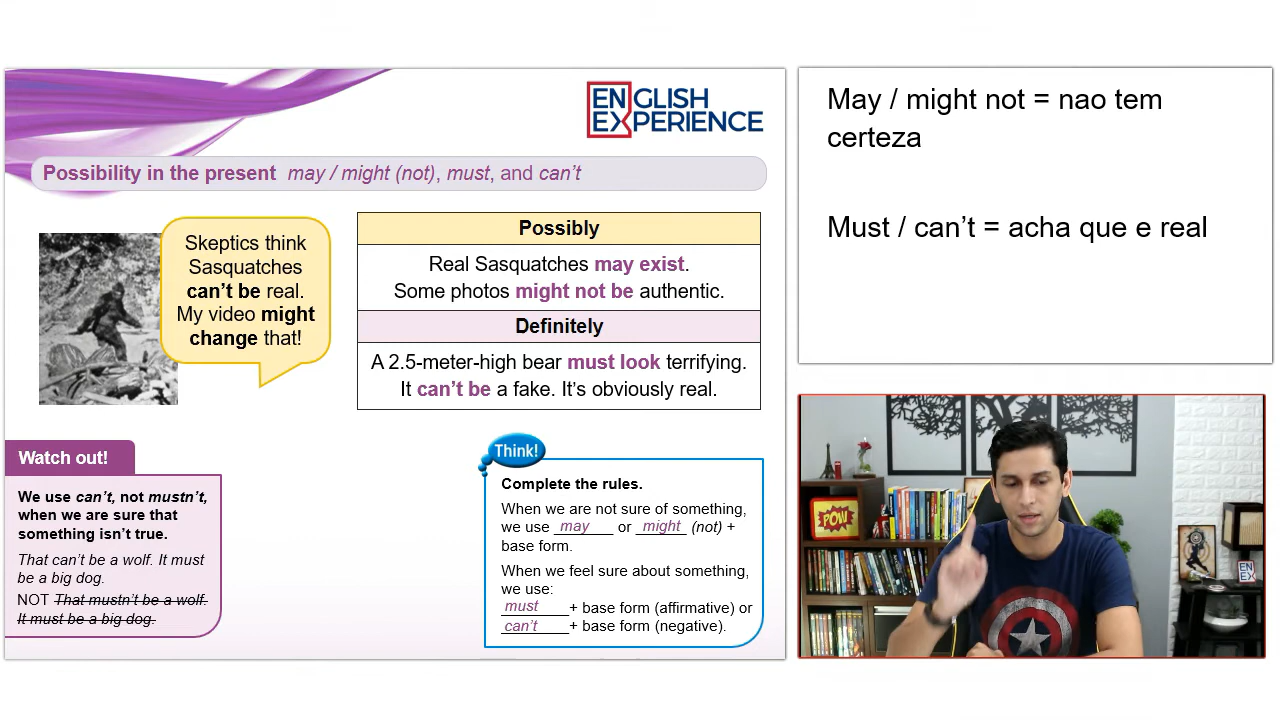 ENGLISH
EXPERIENCE
Possibility in the present may / might (not), must, and can’t
Skeptics think
Sasquatches
can’t be real.
My video might
change that!
Possibly
Real Sasquatches may exist.
Some photos might not be authentic.
Definitely
A 2.5-meter-high bear must look terrifying.
It can’t be a fake. It’s obviously real.
Watch out!
We use can’t, not mustn’t,
when we are sure that
something isn’t true.
That can’t be a wolf. It must
be a big dog.
NOT That mustn’t be a wolf.
It must be a big dog.
Think!
Complete the rules.
When we are not sure of something,
we use may or might (not) +
base form.
When we feel sure about something,
we use:
must + base form (affirmative) or
can’t + base form (negative).
May / might not = nao tem
certeza
Must / can’t = acha que e real
POW
EN
EX